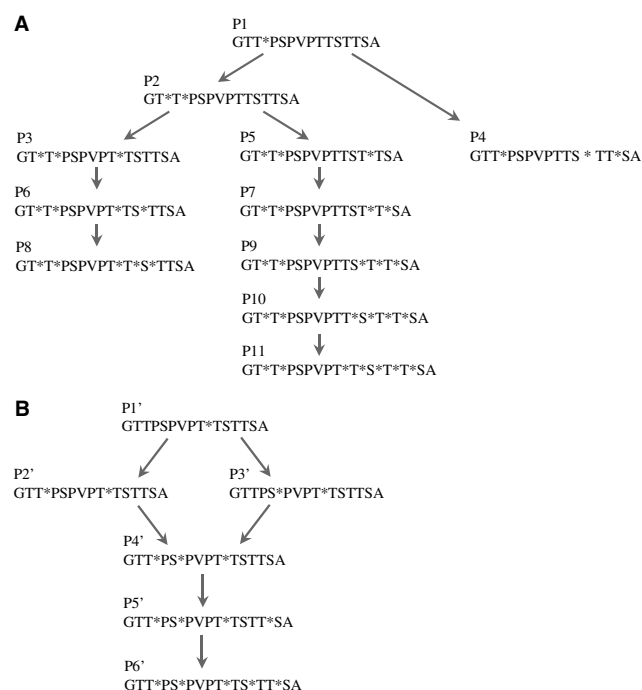 A
P1
GTT*PSPVPTTSTTSA
P2
GT*T*PSPVPTTSTTSA
P3
GT*T*PSPVPT*TSTTSA
P5
GT*T*PSPVPTTST*TSA
P4
GTT*PSPVPTTS * TT*SA
P6
GT*T*PSPVPT*TS*TTSA
P7
GT*T*PSPVPTTST*T*SA
P8
GT*T*PSPVPT*T*S*TTSA
P9
GT*T*PSPVPTTS*T*T*SA
P10
GT*T*PSPVPTT*S*T*T*SA
P11
GT*T*PSPVPT*T*S*T*T*SA
B
P1’
GTTPSPVPT*TSTTSA
P2’
GTT*PSPVPT*TSTTSA
P3’
GTTPS*PVPT*TSTTSA
P4’
GTT*PS*PVPT*TSTTSA
P5’
GTT*PS*PVPT*TSTT*SA
P6’
GTT*PS*PVPT*TS*TT*SA